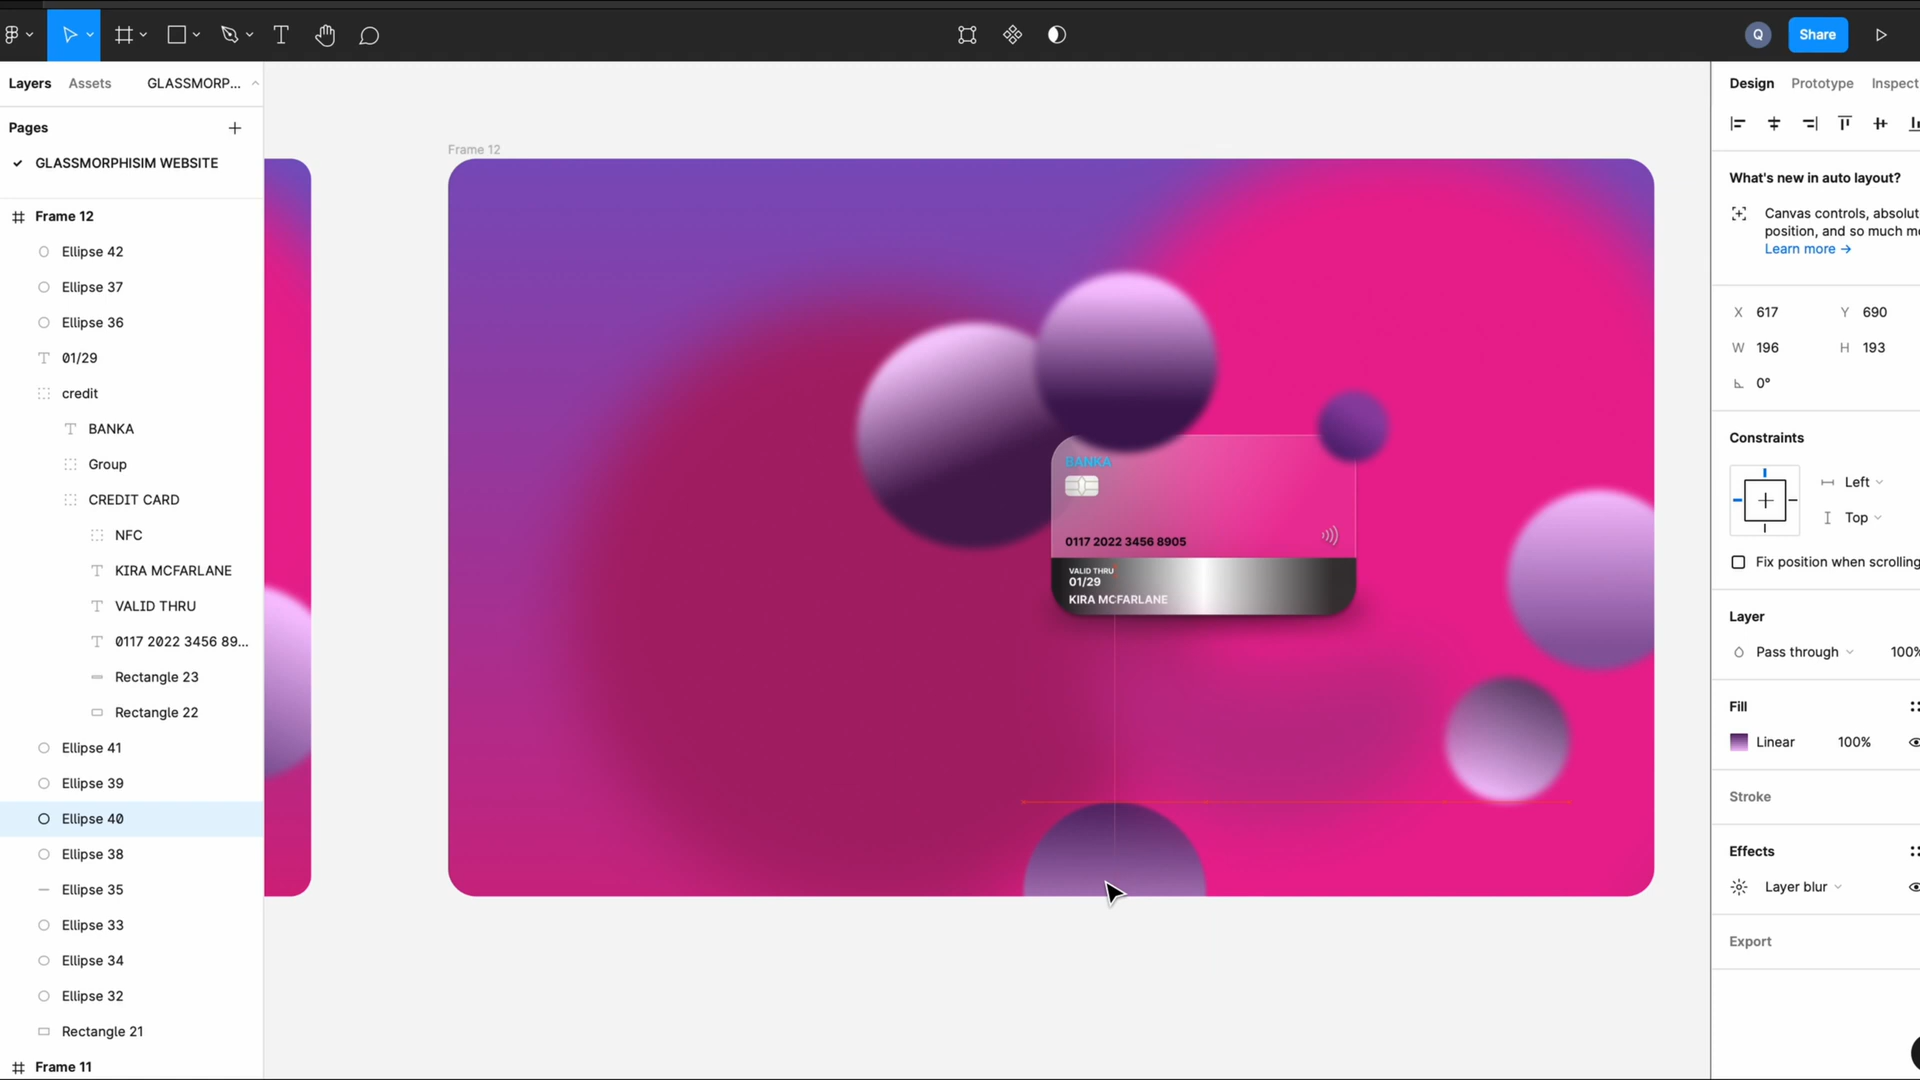 Q
Share
Layers
Assets
GLASSMORP...
Pages
GLASSMORPHISIM WEBSITE
Frame 12
Ellipse 42
Ellipse 37
Ellipse 36
01/29
credit
BANKA
Group
CREDIT CARD
NFC
KIRA MCFARLANE
VALID THRU
0117 2022 3456 89...
Rectangle 23
Rectangle 22
Ellipse 41
Ellipse 39
Ellipse 40
Ellipse 38
Ellipse 35
Ellipse 33
Ellipse 34
Ellipse 32
Rectangle 21
Frame 11
Frame 12
BANKA
0117 2022 3456 8905
VALID THRU
01/29
KIRA MCFARLANE
Design
Prototype
Inspect
What's new in auto layout?
Canvas controls, absolut
position, and so much m
Learn more →
X 617
Y 690
W 196
H 193
0°
Constraints
Left
Top
Fix position when scrolling
Layer
Pass through
100%
Fill
Linear
100%
Stroke
Effects
Layer blur
Export